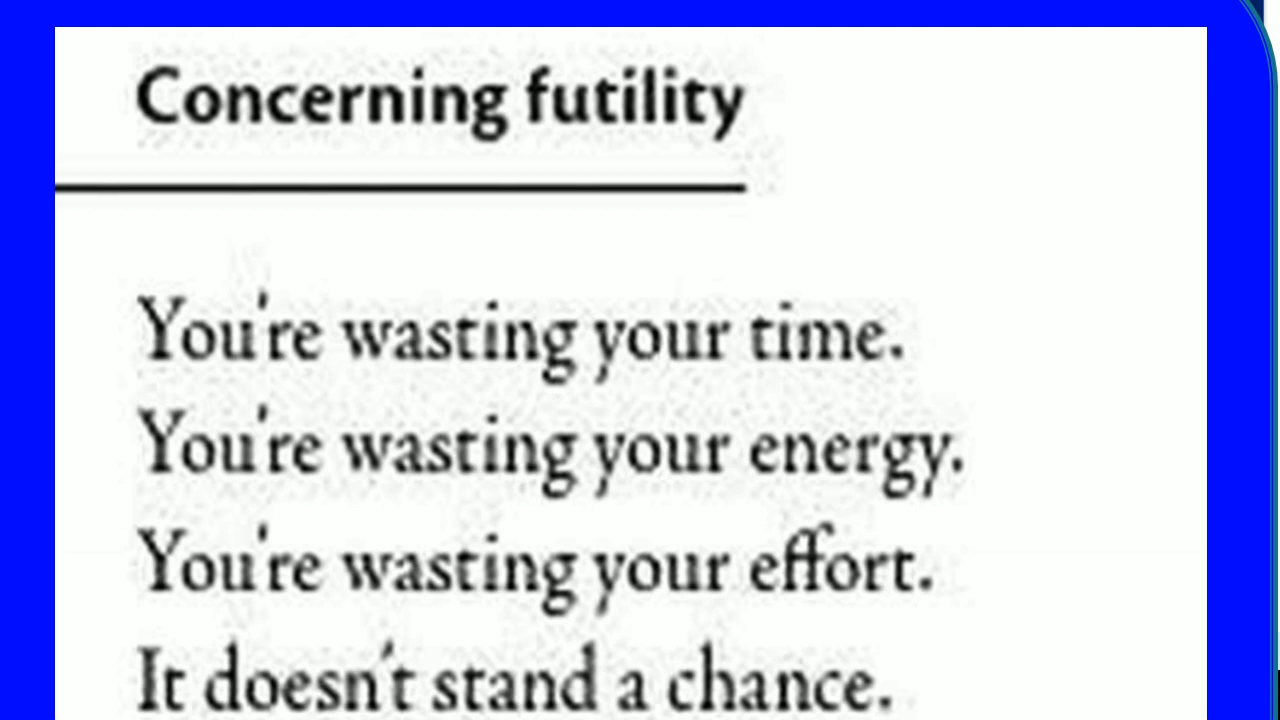 Concerning futility
You're wasting your time.
You're wasting your energy.
You're wasting your effort.
It doesn't stand a chance.